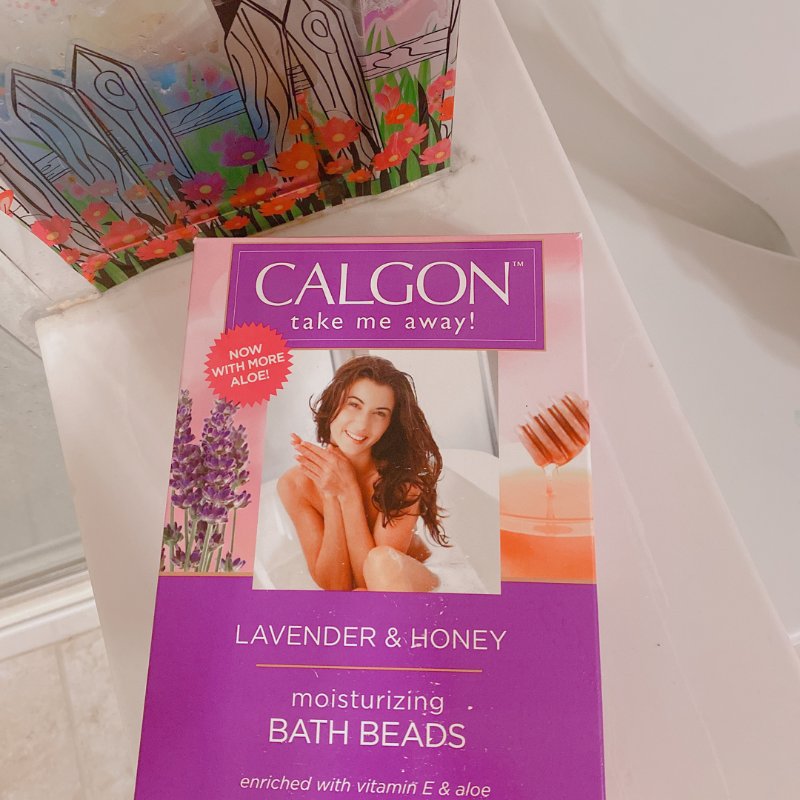 CALGON™
take me away!
NOW
WITH MORE
ALOE!
LAVENDER & HONEY
moisturizing
BATH BEADS
enriched with vitamin E & aloe